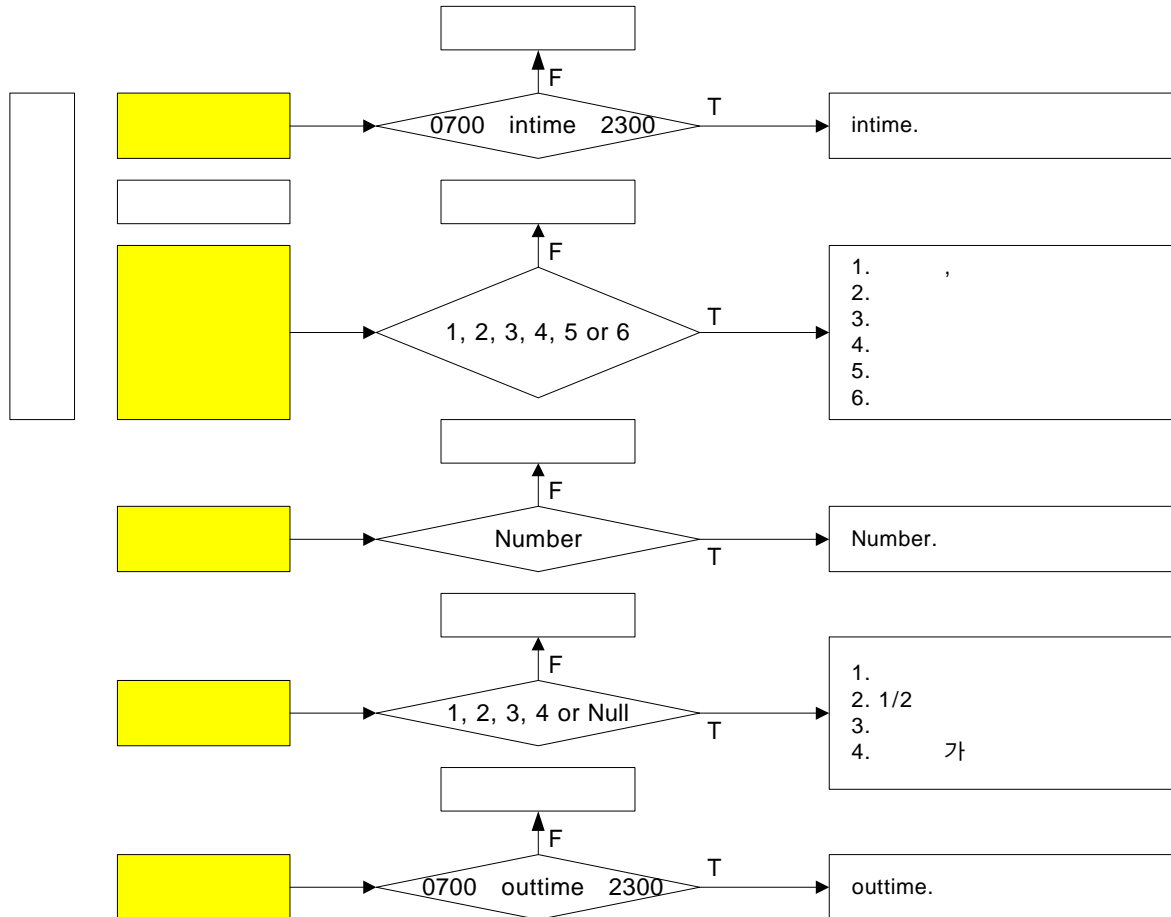 F
0700 intime 2300
T
intime.
F
1, 2, 3, 4, 5 or 6
T
1. ,
2.
3.
4.
5.
6.
F
Number
T
Number.
F
1, 2, 3, 4 or Null
T
1.
2. 1/2
3.
4. 가
F
0700 outtime 2300
T
outtime.